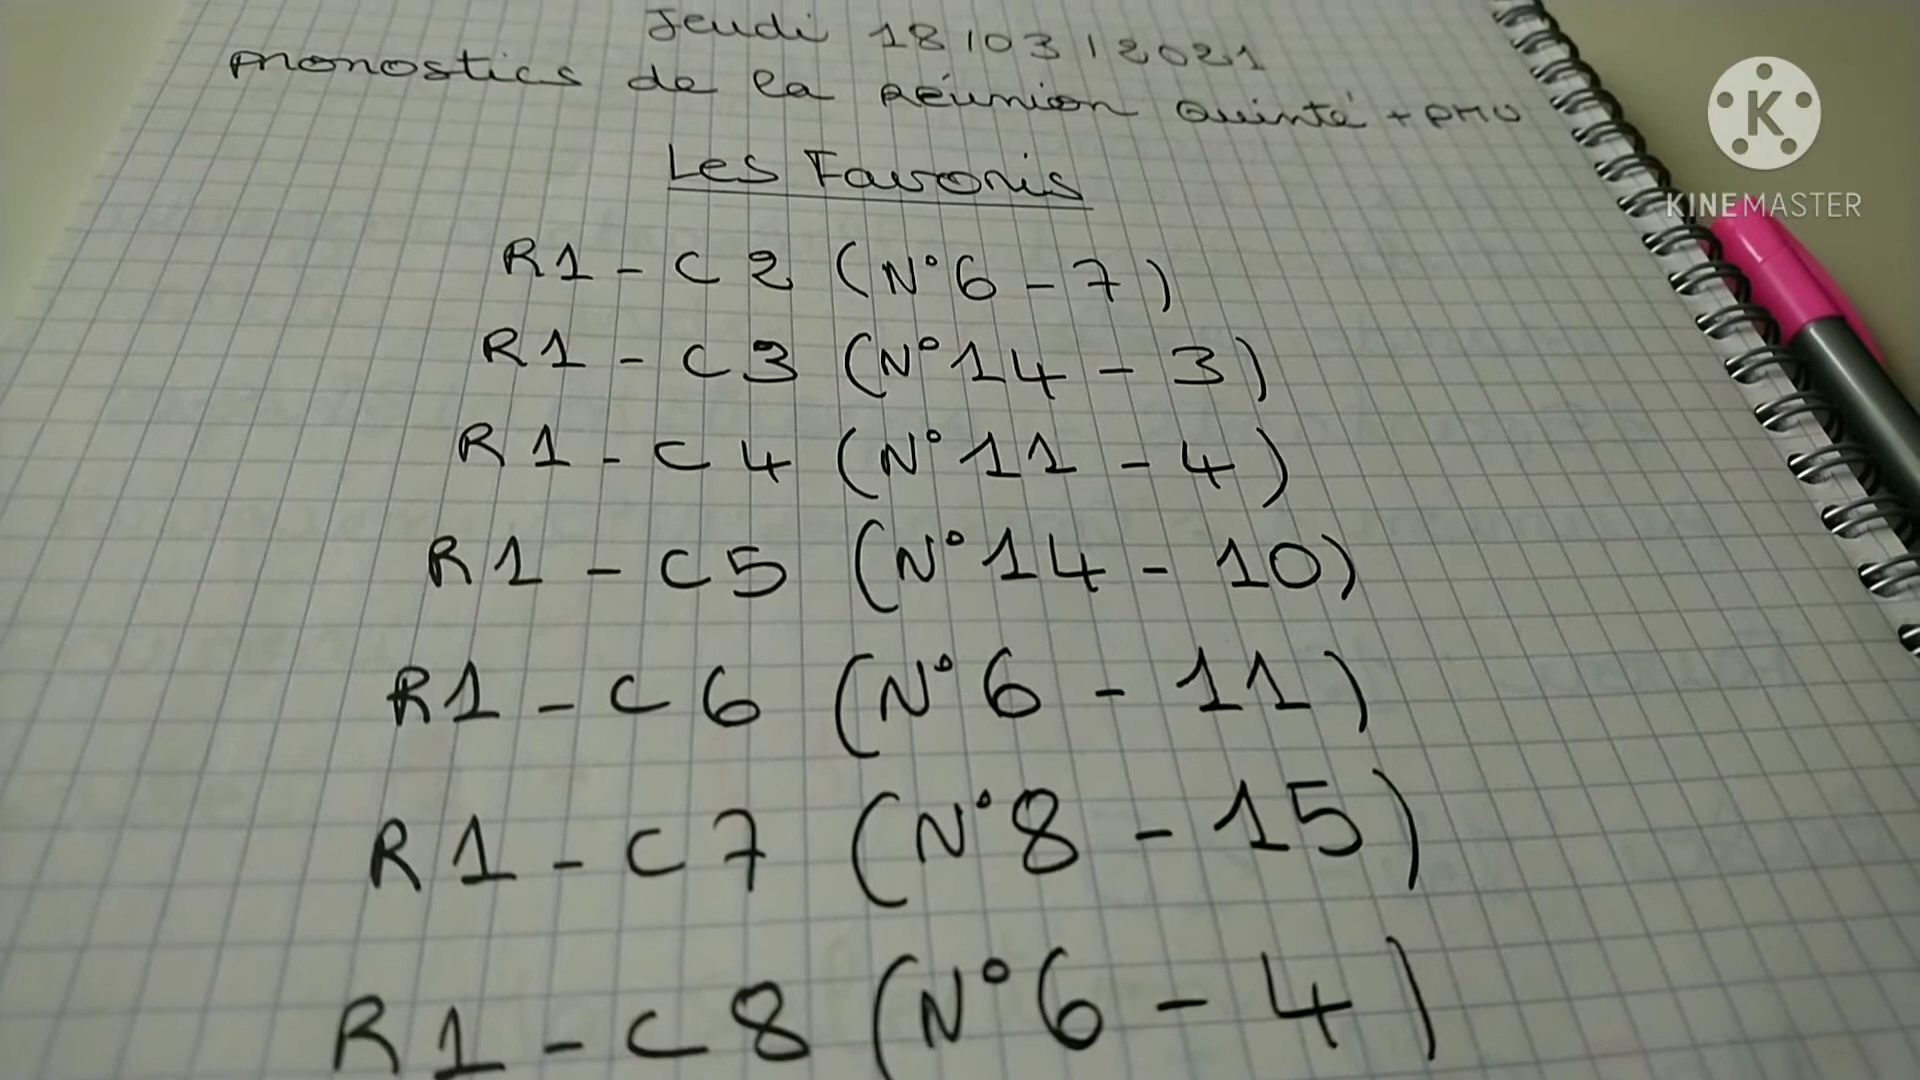 Jeudi 18/03/2021
pronostics de la réunion Quinté + PMU
Les Favoris
R1 - C2 (N°6 - 7)
R1 - C3 (N°14 - 3)
R1 - C4 (N°11 - 4)
R1 - C5 (N°14 - 10)
R1 - C6 (N°6 - 11)
R1 - C7 (N°8 - 15)
R1 - C8 (N°6 - 4)
K
KINEMASTER